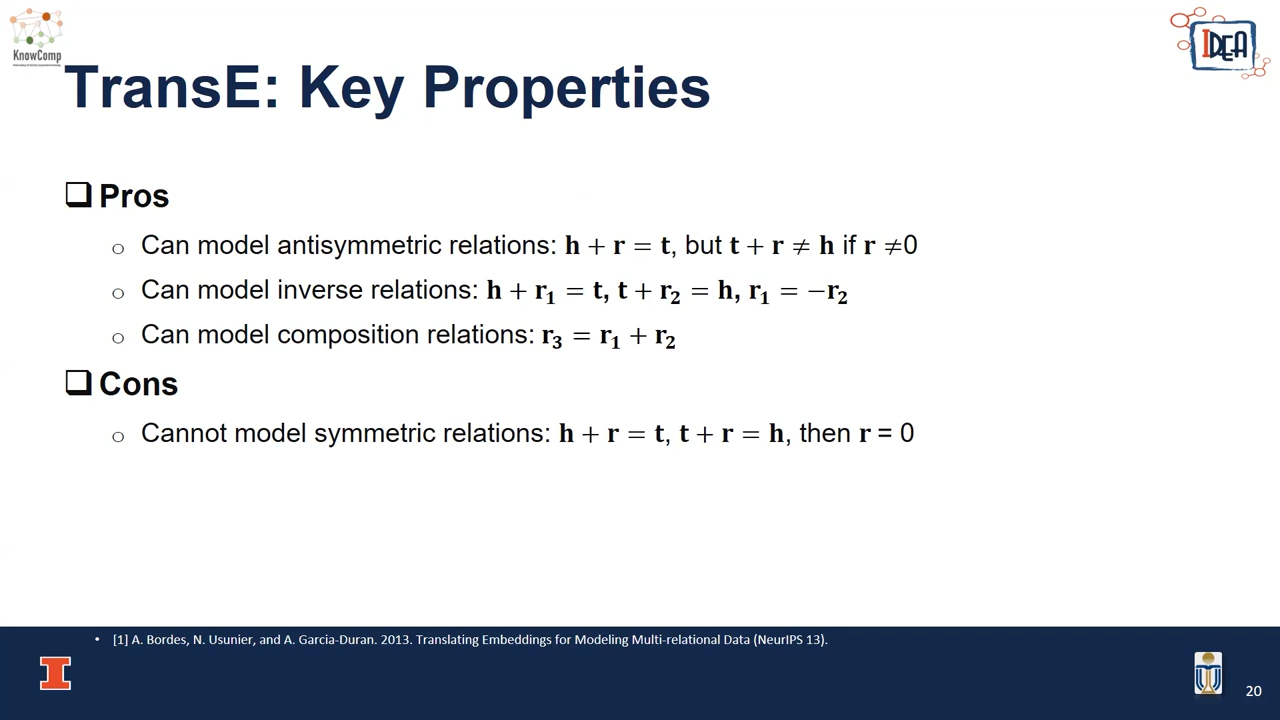 KnowComp
IDEA
TransE: Key Properties
❑ Pros
○ Can model antisymmetric relations: h + r = t, but t + r ≠ h if r ≠0
○ Can model inverse relations: h + r₁ = t, t + r₂ = h, r₁ = −r₂
○ Can model composition relations: r₃ = r₁ + r₂
❑ Cons
○ Cannot model symmetric relations: h + r = t, t + r = h, then r = 0
• [1] A. Bordes, N. Usunier, and A. Garcia-Duran. 2013. Translating Embeddings for Modeling Multi-relational Data (NeurIPS 13).
I
20